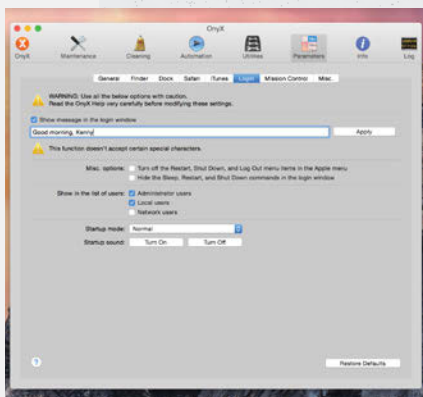 OnyX
OnyX Maintenance Cleaning Automation Utilities Parameters Info Log
General Finder Dock Safari iTunes Login Mission Control Misc.
WARNING: Use all the below options with caution.
Read the OnyX Help very carefully before modifying these settings.
Show message in the login window
Good morning, Kenny Apply
This function doesn't accept certain special characters.
Misc. options: Turn off the Restart, Shut Down, and Log Out menu items in the Apple menu
Hide the Sleep, Restart, and Shut Down commands in the login window
Show in the list of users: Administrator users
Local users
Network users
Startup mode: Normal
Startup sound: Turn On Turn Off
? Restore Defaults